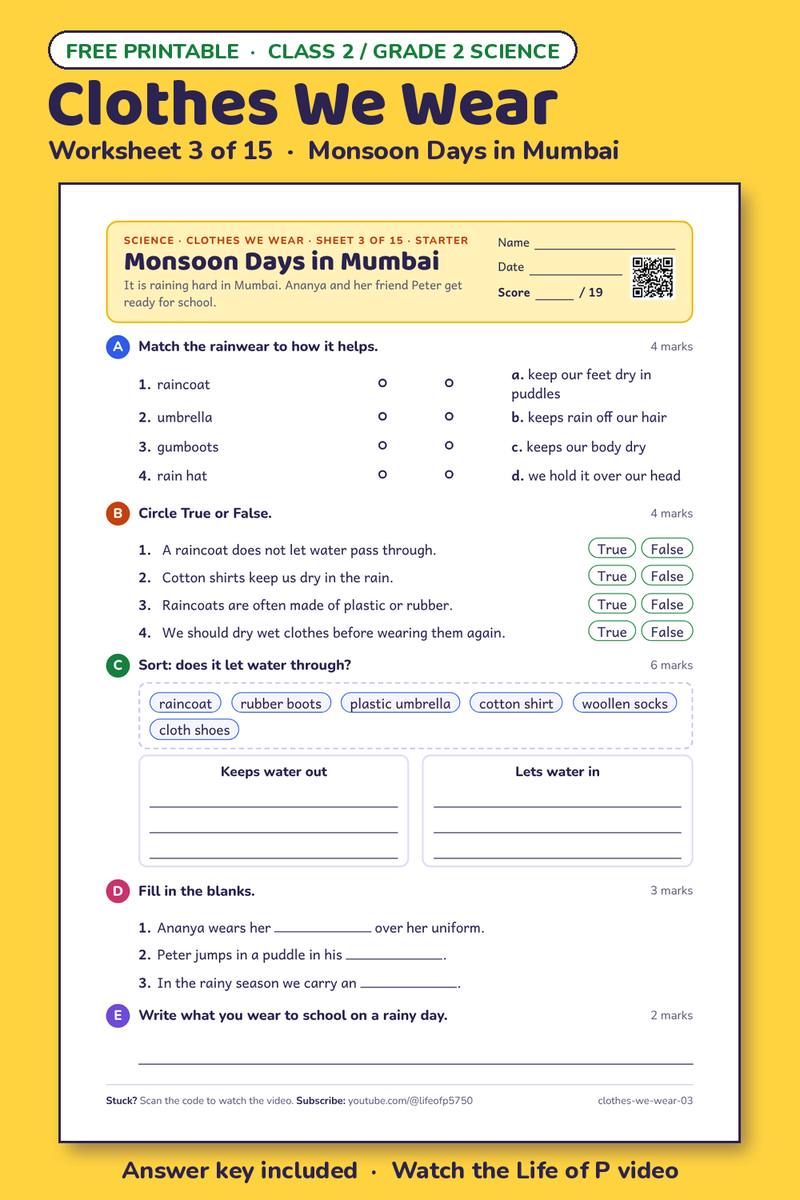 FREE PRINTABLE · CLASS 2 / GRADE 2 SCIENCE
Clothes We Wear
Worksheet 3 of 15 · Monsoon Days in Mumbai
SCIENCE · CLOTHES WE WEAR · SHEET 3 OF 15 · STARTER
Monsoon Days in Mumbai
It is raining hard in Mumbai. Ananya and her friend Peter get
ready for school.
Name ____________
Date ____________
Score ______ / 19
A Match the rainwear to how it helps. 4 marks
1. raincoat a. keep our feet dry in
puddles
2. umbrella b. keeps rain off our hair
3. gumboots c. keeps our body dry
4. rain hat d. we hold it over our head
B Circle True or False. 4 marks
1. A raincoat does not let water pass through. True False
2. Cotton shirts keep us dry in the rain. True False
3. Raincoats are often made of plastic or rubber. True False
4. We should dry wet clothes before wearing them again. True False
C Sort: does it let water through? 6 marks
raincoat rubber boots plastic umbrella cotton shirt woollen socks
cloth shoes
Keeps water out Lets water in
D Fill in the blanks. 3 marks
1. Ananya wears her ____________ over her uniform.
2. Peter jumps in a puddle in his ____________.
3. In the rainy season we carry an ____________.
E Write what you wear to school on a rainy day. 2 marks
Stuck? Scan the code to watch the video. Subscribe: youtube.com/@lifeofp5750 clothes-we-wear-03
Answer key included · Watch the Life of P video